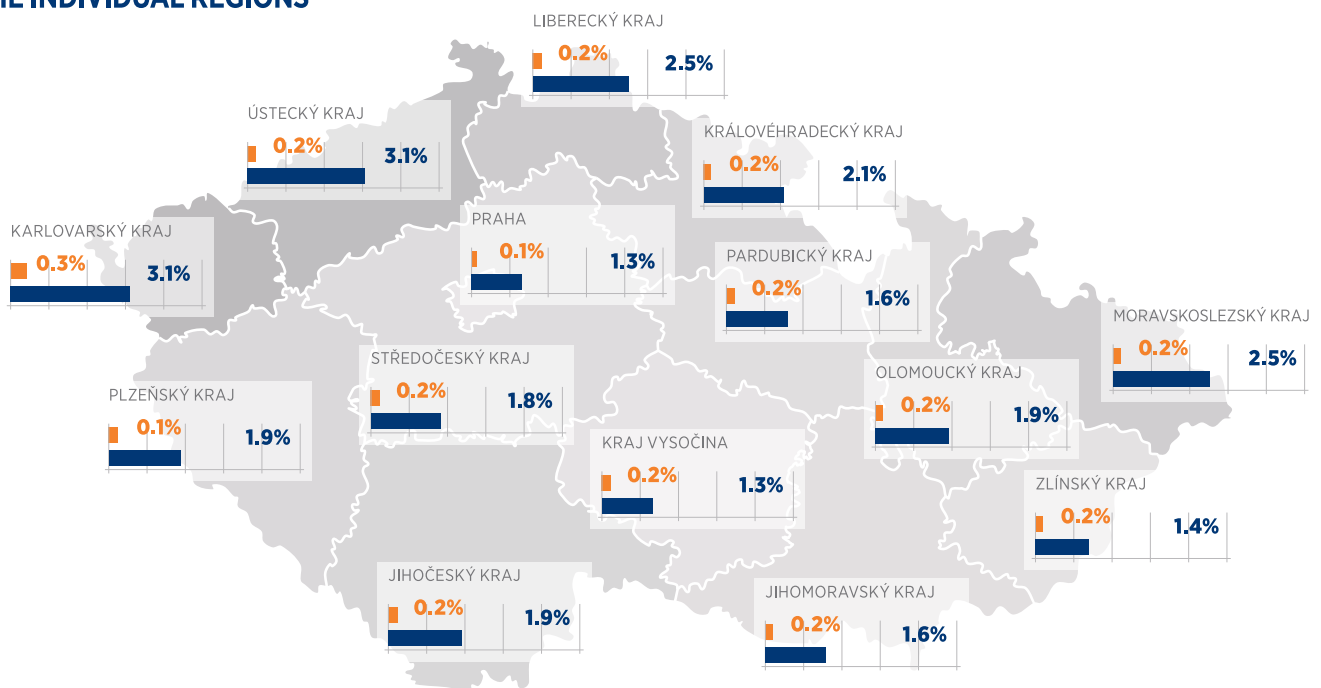 INDIVIDUAL REGIONS
LIBERECKÝ KRAJ
0.2%
2.5%
ÚSTECKÝ KRAJ
0.2%
3.1%
KRÁLOVÉHRADECKÝ KRAJ
0.2%
2.1%
KARLOVARSKÝ KRAJ
0.3%
3.1%
PRAHA
0.1%
1.3%
PARDUBICKÝ KRAJ
0.2%
1.6%
MORAVSKOSLEZSKÝ KRAJ
0.2%
2.5%
STŘEDOČESKÝ KRAJ
0.2%
1.8%
OLOMOUCKÝ KRAJ
0.2%
1.9%
PLZEŇSKÝ KRAJ
0.1%
1.9%
KRAJ VYSOČINA
0.2%
1.3%
ZLÍNSKÝ KRAJ
0.2%
1.4%
JIHOČESKÝ KRAJ
0.2%
1.9%
JIHOMORAVSKÝ KRAJ
0.2%
1.6%